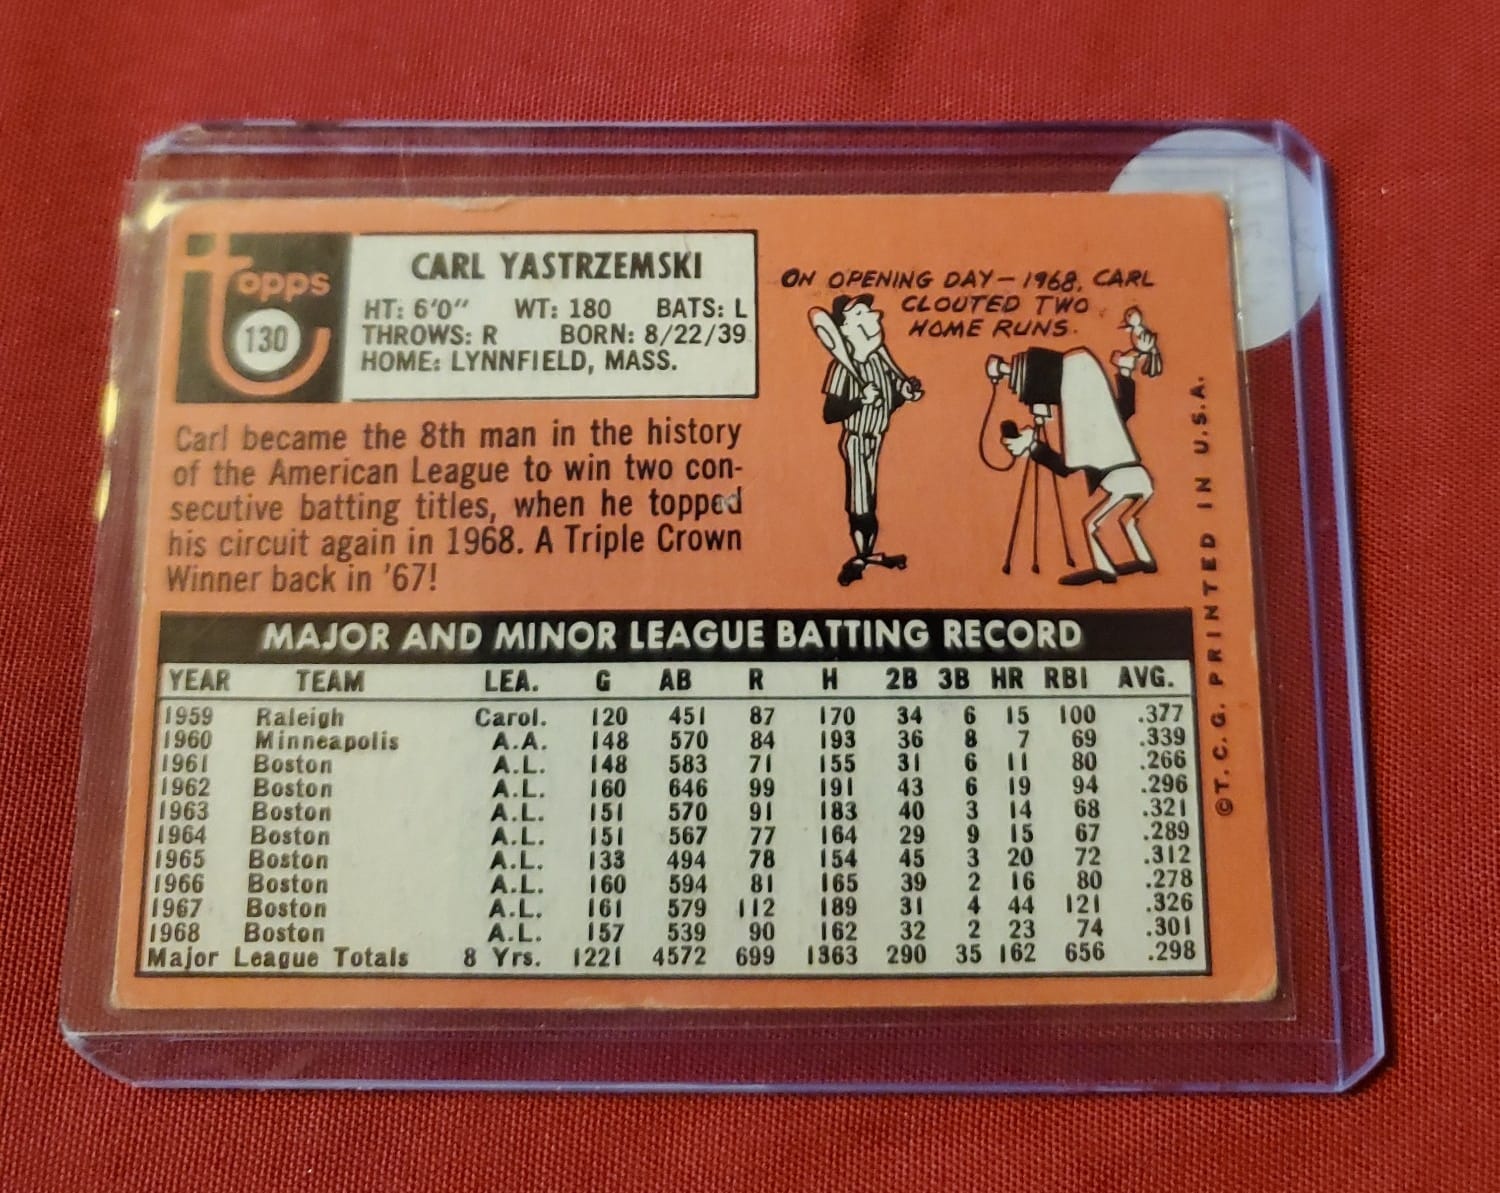 topps
130
CARL YASTRZEMSKI
HT: 6'0" WT: 180 BATS: L
THROWS: R BORN: 8/22/39
HOME: LYNNFIELD, MASS.
ON OPENING DAY—1968, CARL
CLOUTED TWO
HOME RUNS.
Carl became the 8th man in the history
of the American League to win two con-
secutive batting titles, when he topped
his circuit again in 1968. A Triple Crown
Winner back in '67!
MAJOR AND MINOR LEAGUE BATTING RECORD
YEAR TEAM LEA. G AB R H 2B 3B HR RBI AVG.
1959 Raleigh Carol. 120 451 87 170 34 6 15 100 .377
1960 Minneapolis A.A. 148 570 84 193 36 8 7 69 .339
1961 Boston A.L. 148 583 71 155 31 6 11 80 .266
1962 Boston A.L. 160 646 99 191 43 6 19 94 .296
1963 Boston A.L. 151 570 91 183 40 3 14 68 .321
1964 Boston A.L. 151 567 77 164 29 9 15 67 .289
1965 Boston A.L. 133 494 78 154 45 3 20 72 .312
1966 Boston A.L. 160 594 81 165 39 2 16 80 .278
1967 Boston A.L. 161 579 112 189 31 4 44 121 .326
1968 Boston A.L. 157 539 90 162 32 2 23 74 .301
Major League Totals 8 Yrs. 1221 4572 699 1363 290 35 162 656 .298
©T. C. G. PRINTED IN U.S.A.